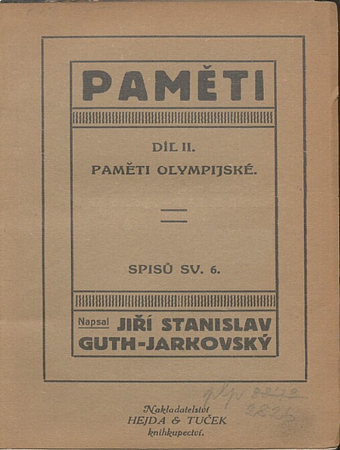 PAMĚTI
DÍL II.
PAMĚTI OLYMPIJSKÉ.
SPISŮ SV. 6.
Napsal JIŘÍ STANISLAV
GUTH-JARKOVSKÝ
Nakladatelství
HEJDA & TUČEK
knihkupectví.